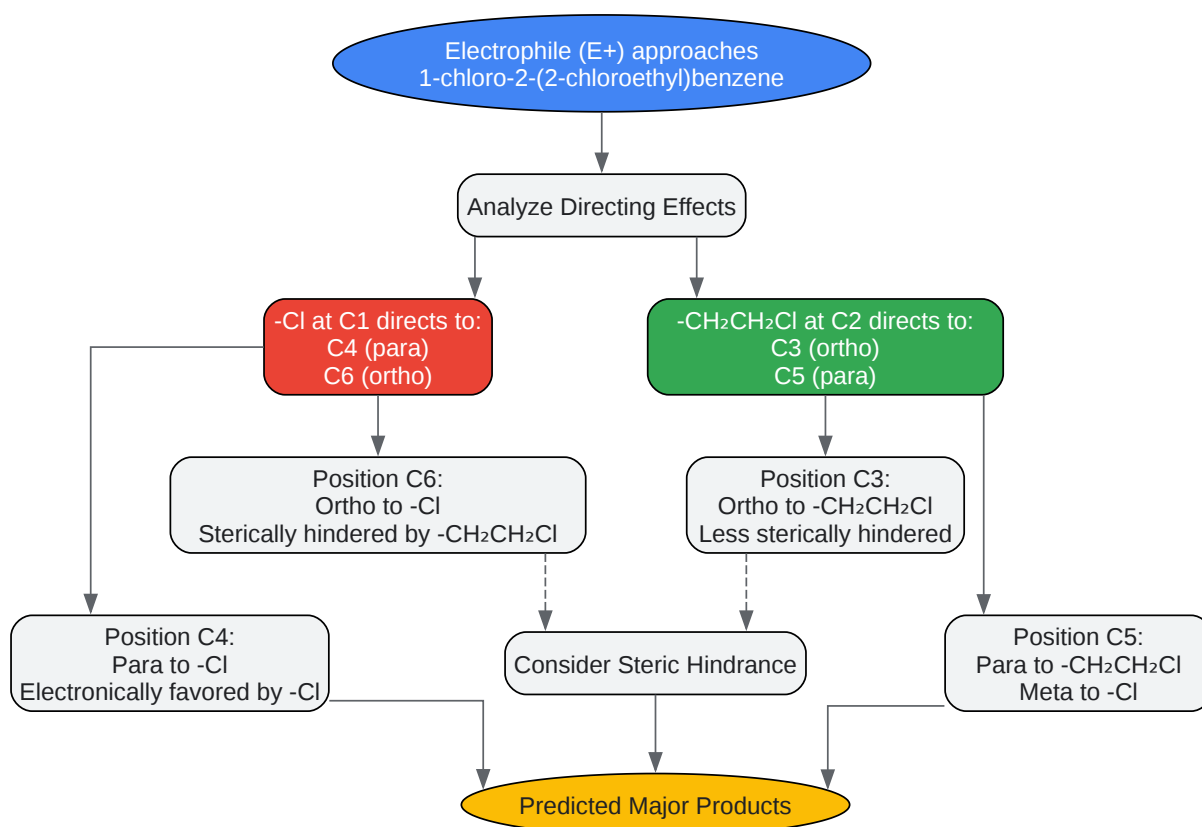 Electrophile (E+) approaches
1-chloro-2-(2-chloroethyl)benzene
Analyze Directing Effects
-Cl at C1 directs to:
C4 (para)
C6 (ortho)
-CH₂CH₂Cl at C2 directs to:
C3 (ortho)
C5 (para)
Position C6:
Ortho to -Cl
Sterically hindered by -CH₂CH₂Cl
Position C3:
Ortho to -CH₂CH₂Cl
Less sterically hindered
Position C4:
Para to -Cl
Electronically favored by -Cl
Consider Steric Hindrance
Position C5:
Para to -CH₂CH₂Cl
Meta to -Cl
Predicted Major Products